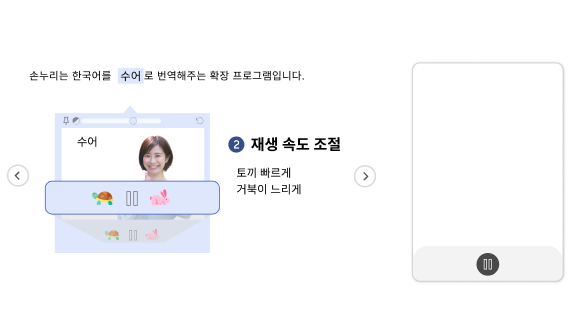 손누리는 한국어를 수어로 번역해주는 확장 프로그램입니다.
수어
2 재생 속도 조절
토끼 빠르게
거북이 느리게